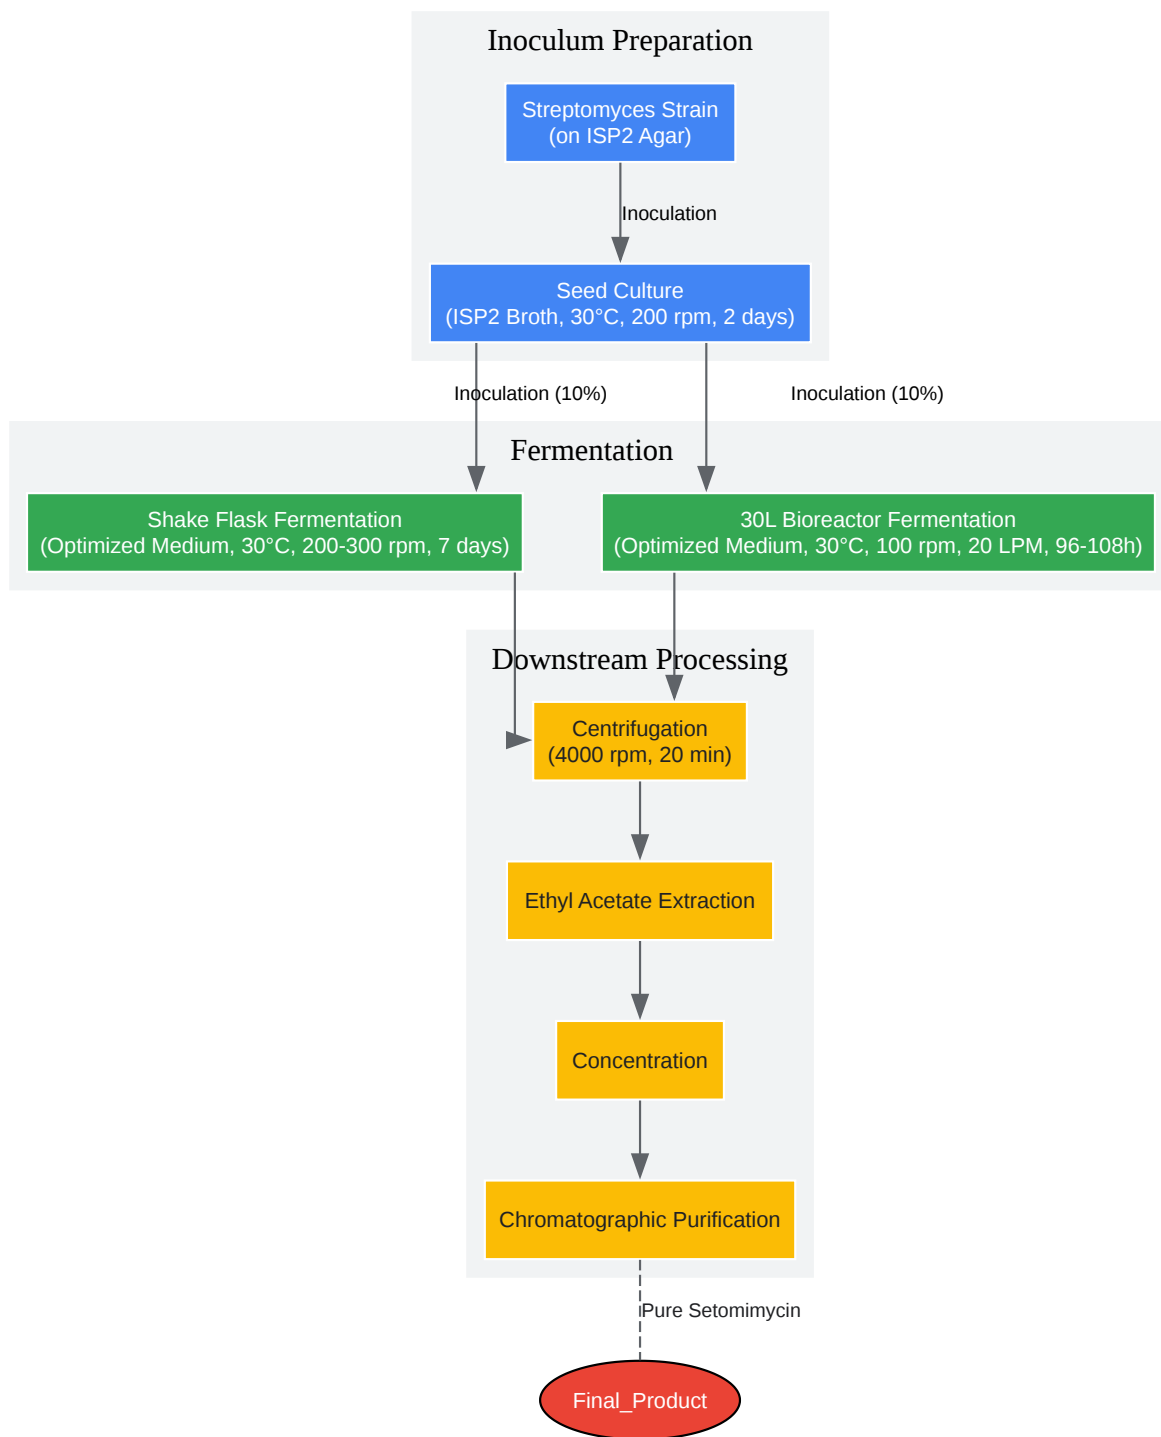 Inoculum Preparation
Streptomyces Strain
(on ISP2 Agar)
Inoculation
Seed Culture
(ISP2 Broth, 30°C, 200 rpm, 2 days)
Inoculation (10%)
Inoculation (10%)
Fermentation
Shake Flask Fermentation
(Optimized Medium, 30°C, 200-300 rpm, 7 days)
30L Bioreactor Fermentation
(Optimized Medium, 30°C, 100 rpm, 20 LPM, 96-108h)
Downstream Processing
Centrifugation
(4000 rpm, 20 min)
Ethyl Acetate Extraction
Concentration
Chromatographic Purification
Pure Setomimycin
Final_Product